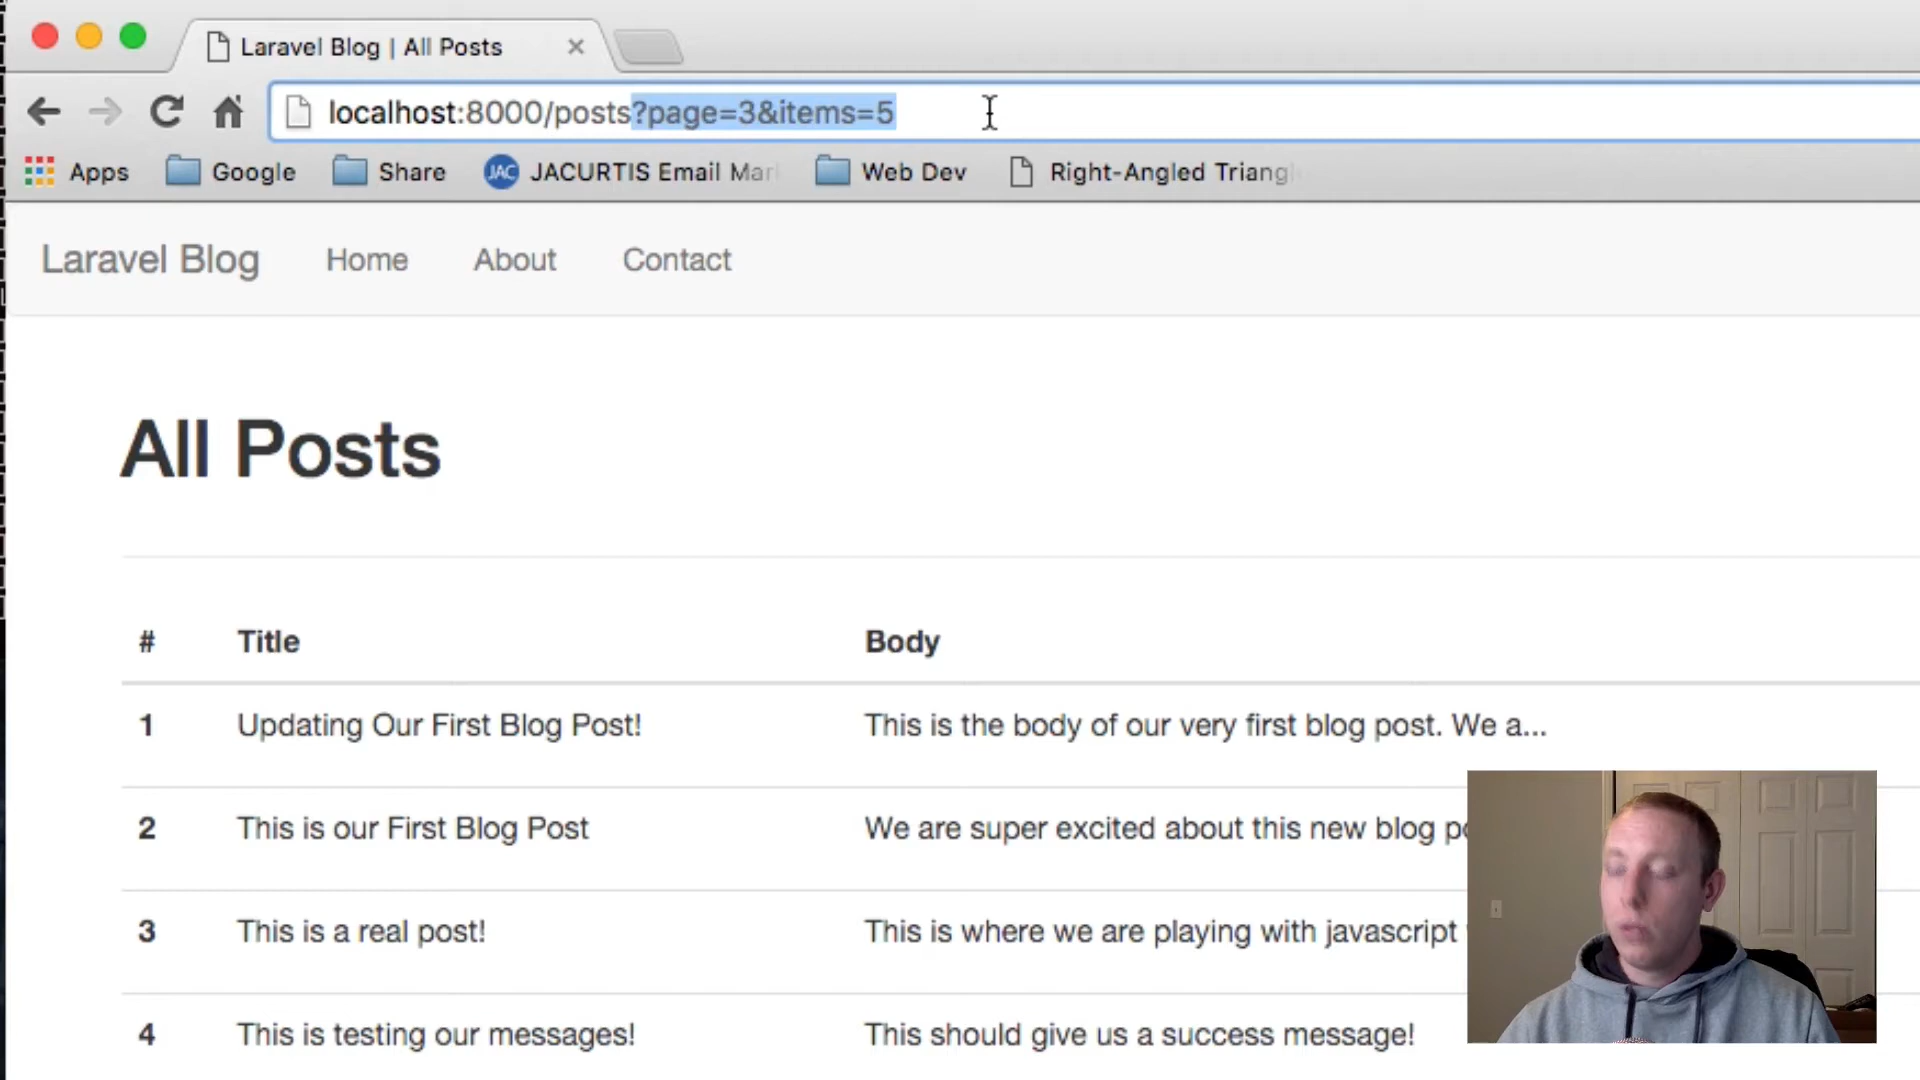 Laravel Blog | All Posts
localhost:8000/posts?page=3&items=5
Apps Google Share JAC JACURTIS Email Mar Web Dev Right-Angled Triang
Laravel Blog Home About Contact
All Posts
# Title Body
1 Updating Our First Blog Post! This is the body of our very first blog post. We a...
2 This is our First Blog Post We are super excited about this new blog
3 This is a real post! This is where we are playing with javascript
4 This is testing our messages! This should give us a success message!